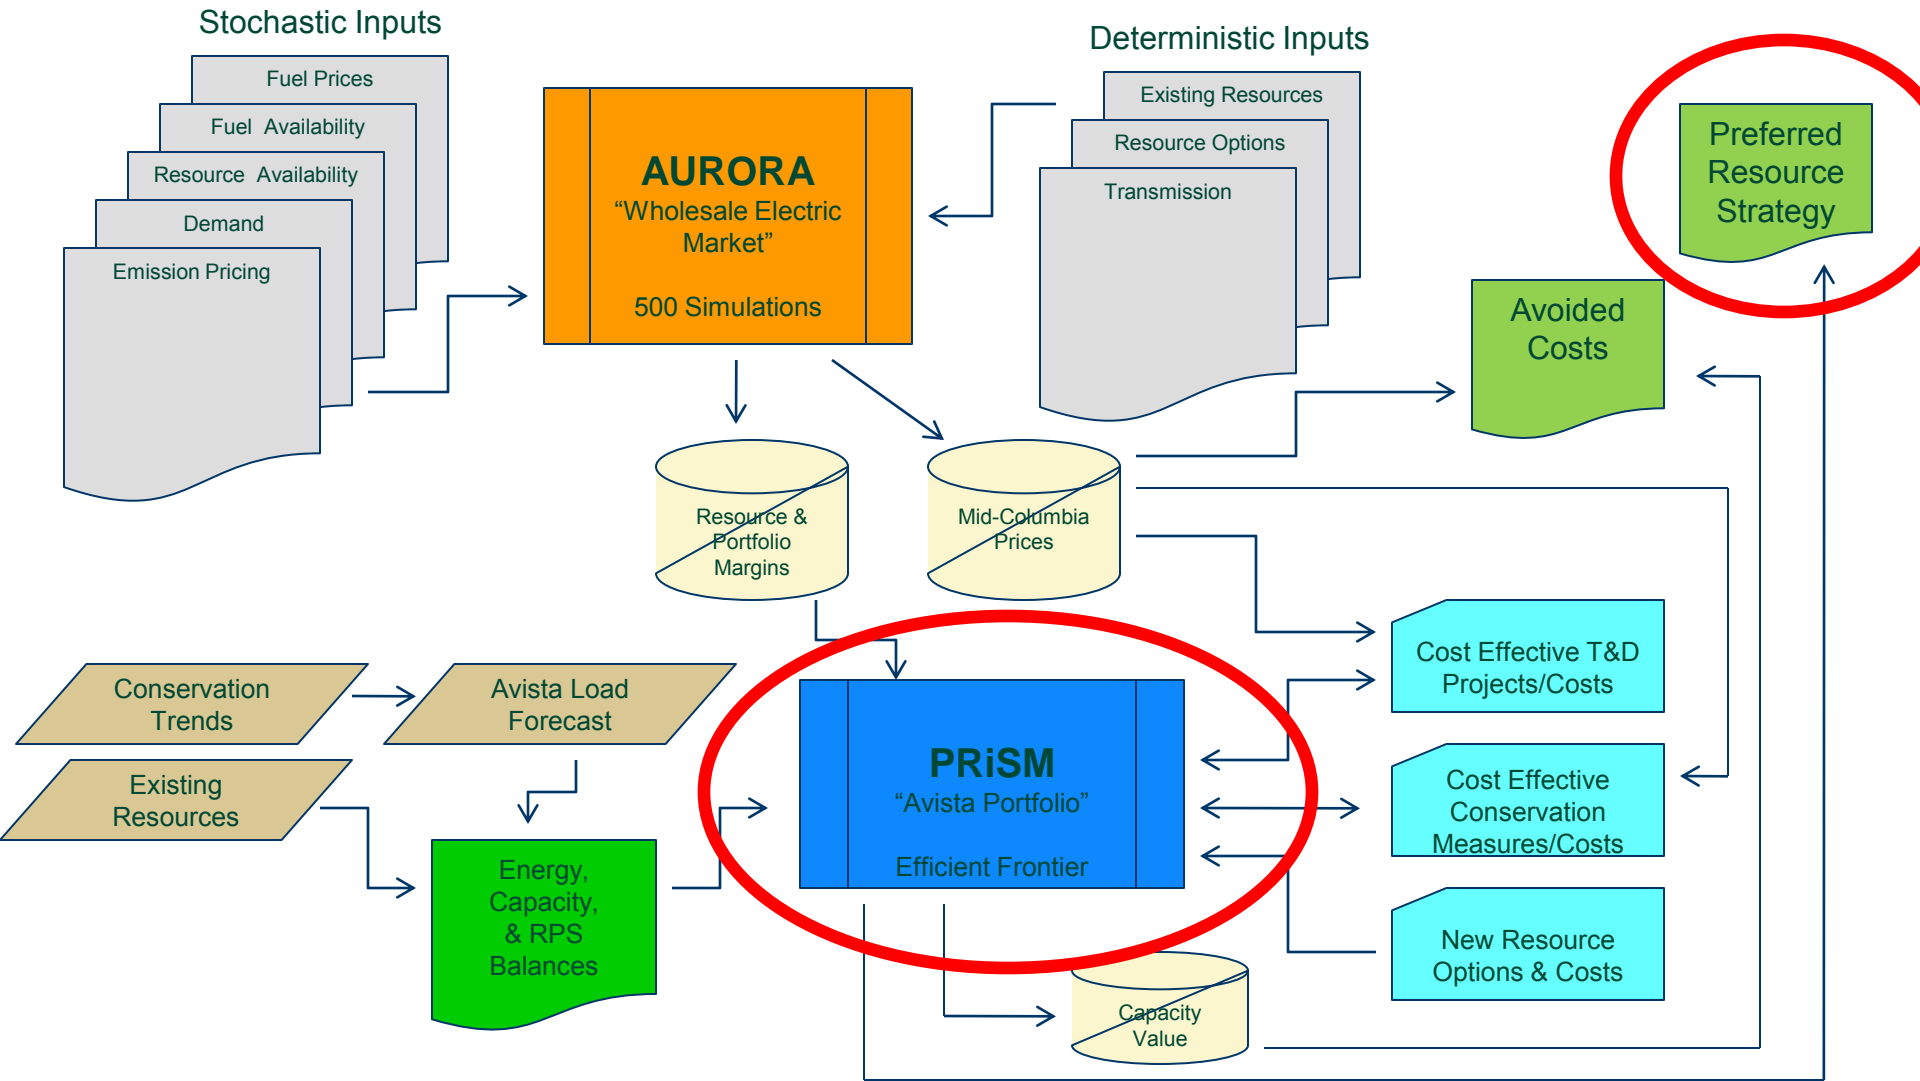 Stochastic Inputs
Fuel Prices
Fuel Availability
Resource Availability
Demand
Emission Pricing
AURORA
“Wholesale Electric
Market”
500 Simulations
Deterministic Inputs
Existing Resources
Resource Options
Transmission
Preferred
Resource
Strategy
Avoided
Costs
Resource &
Portfolio
Margins
Mid-Columbia
Prices
Conservation
Trends
Avista Load
Forecast
Existing
Resources
Energy,
Capacity,
& RPS
Balances
PRiSM
“Avista Portfolio”
Efficient Frontier
Cost Effective T&D
Projects/Costs
Cost Effective
Conservation
Measures/Costs
New Resource
Options & Costs
Capacity
Value